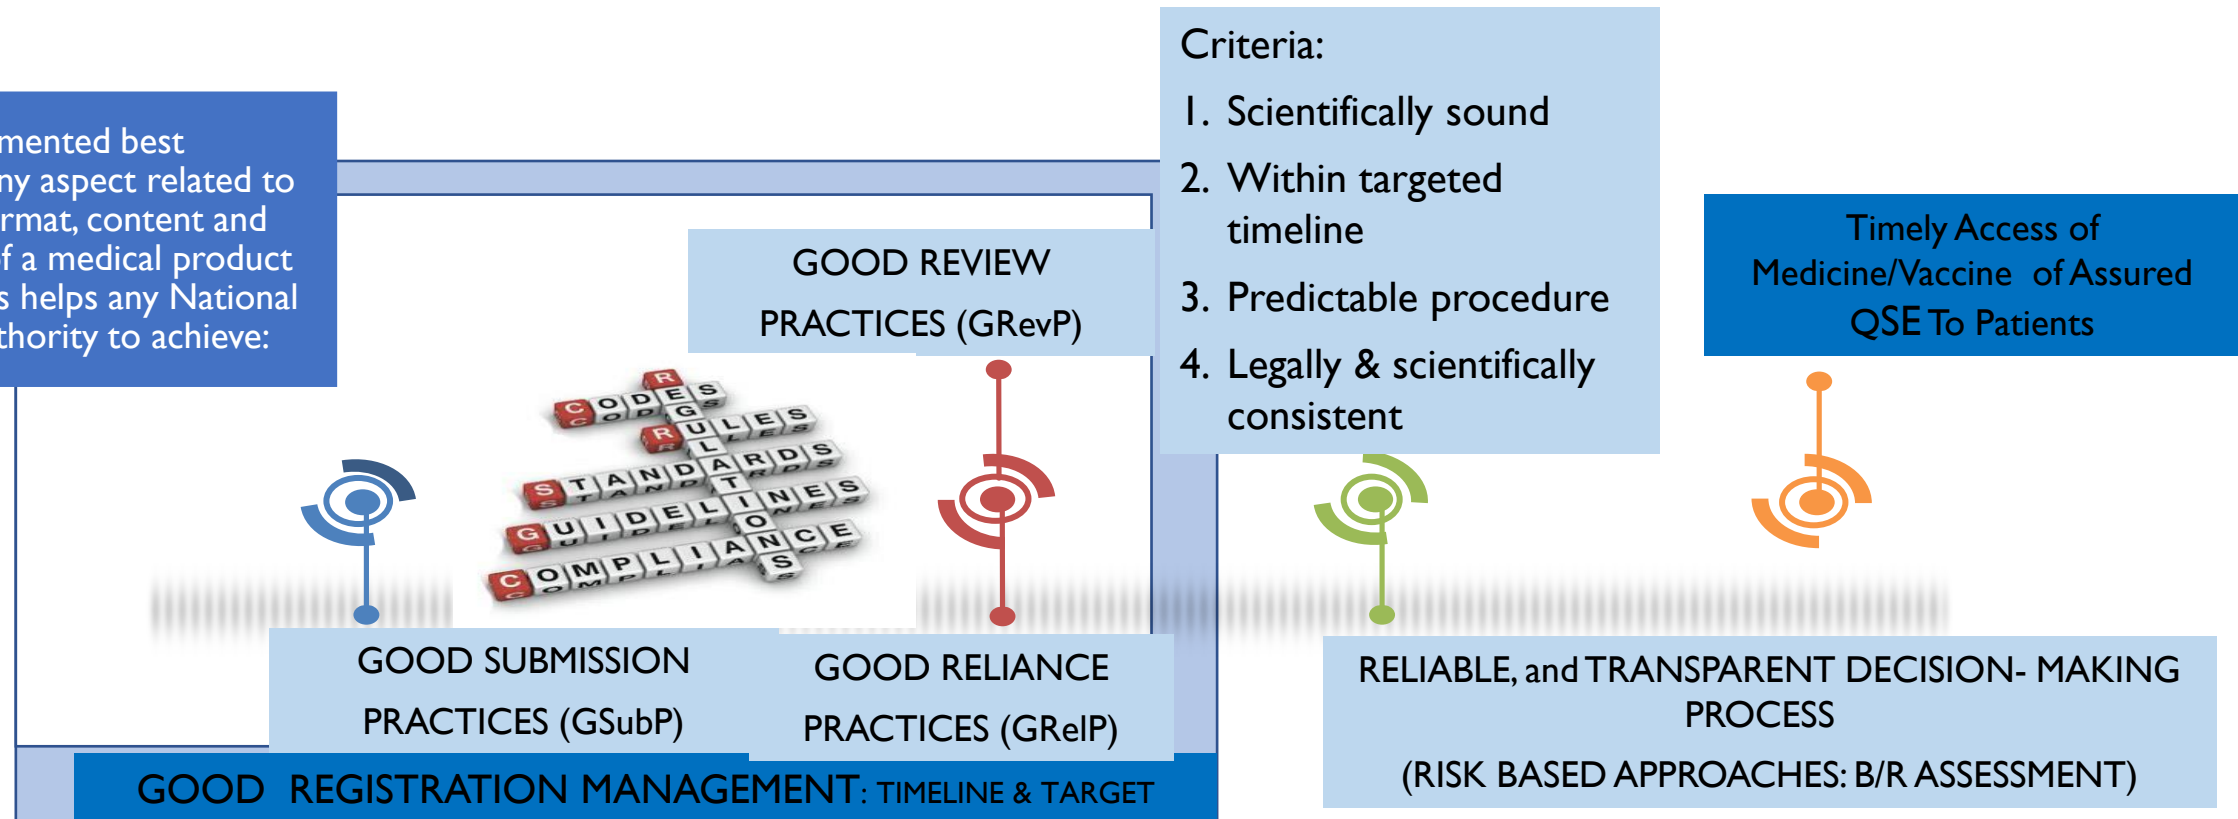 mented best
ny aspect related to
rmat, content and
f a medical product
s helps any National
thority to achieve:
GOOD REVIEW
PRACTICES (GRevP)
Criteria:
1. Scientifically sound
2. Within targeted
timeline
3. Predictable procedure
4. Legally & scientifically
consistent
Timely Access of
Medicine/Vaccine of Assured
QSE To Patients
CODES
RULES
STANDARDS
GUIDELINES
COMPLIANCE
REGULATIONS
GOOD SUBMISSION
PRACTICES (GSubP)
GOOD RELIANCE
PRACTICES (GRelP)
GOOD REGISTRATION MANAGEMENT: TIMELINE & TARGET
RELIABLE, and TRANSPARENT DECISION- MAKING
PROCESS
(RISK BASED APPROACHES: B/R ASSESSMENT)